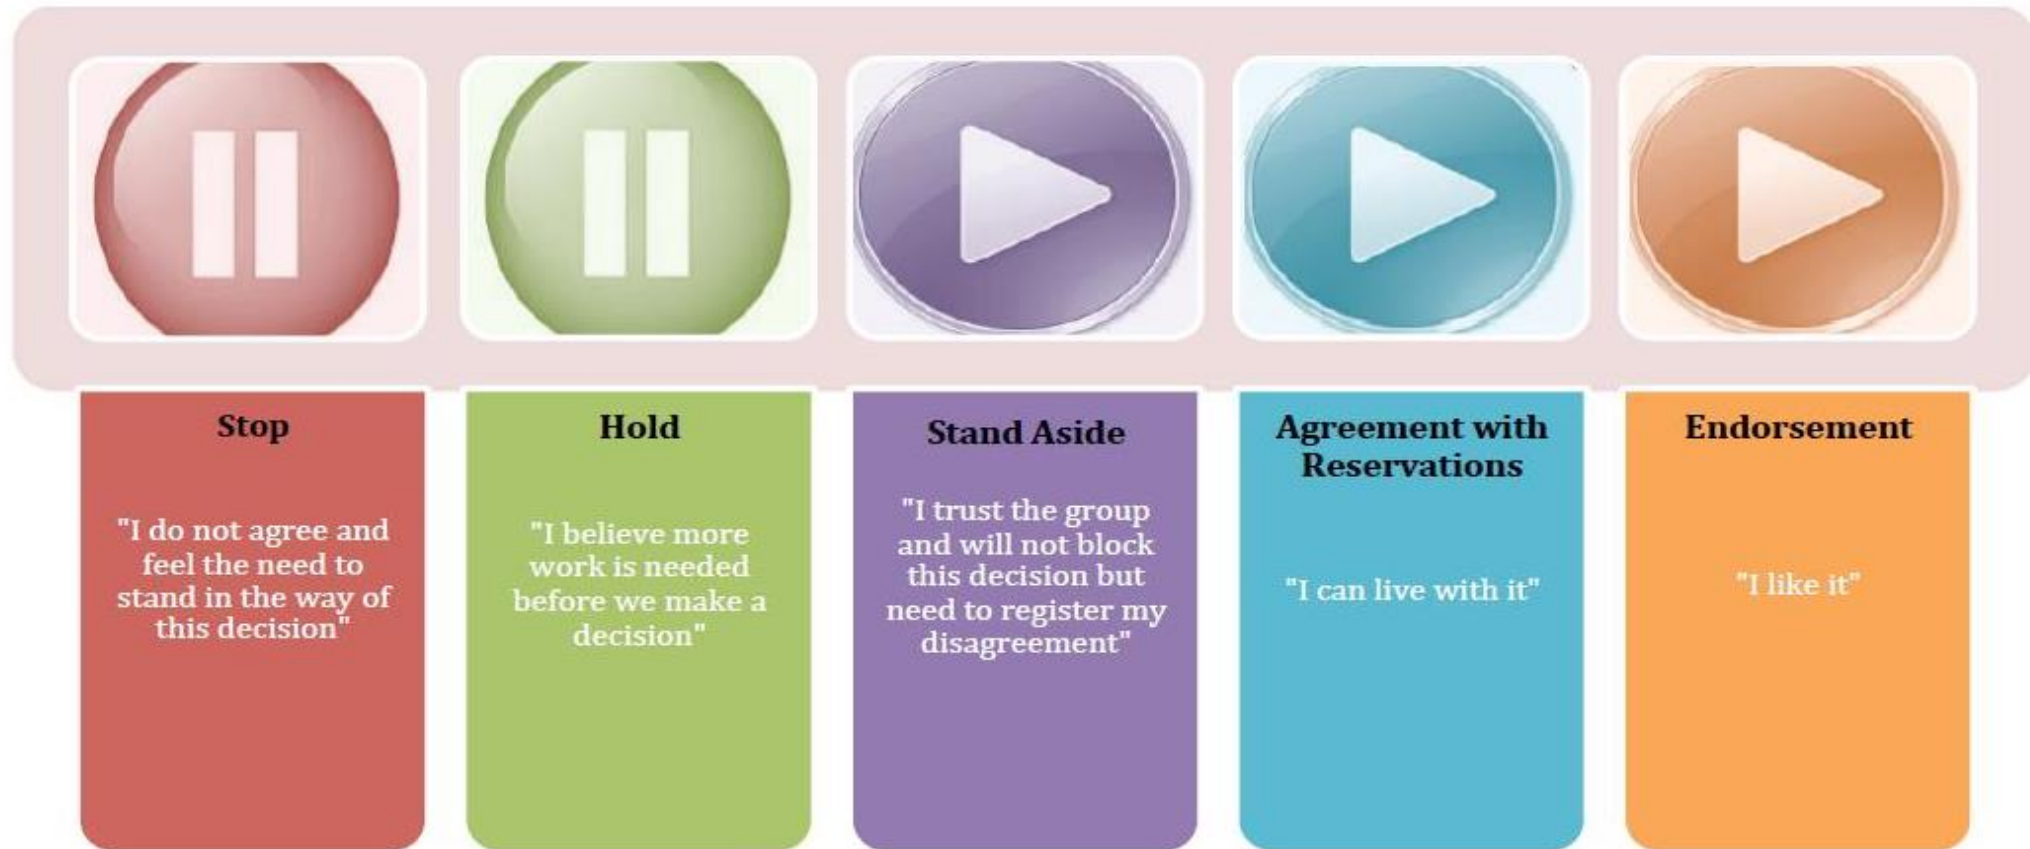 Stop
"I do not agree and
feel the need to
stand in the way of
this decision"
Hold
"I believe more
work is needed
before we make a
decision"
Stand Aside
"I trust the group
and will not block
this decision but
need to register my
disagreement"
Agreement with
Reservations
"I can live with it"
Endorsement
"I like it"